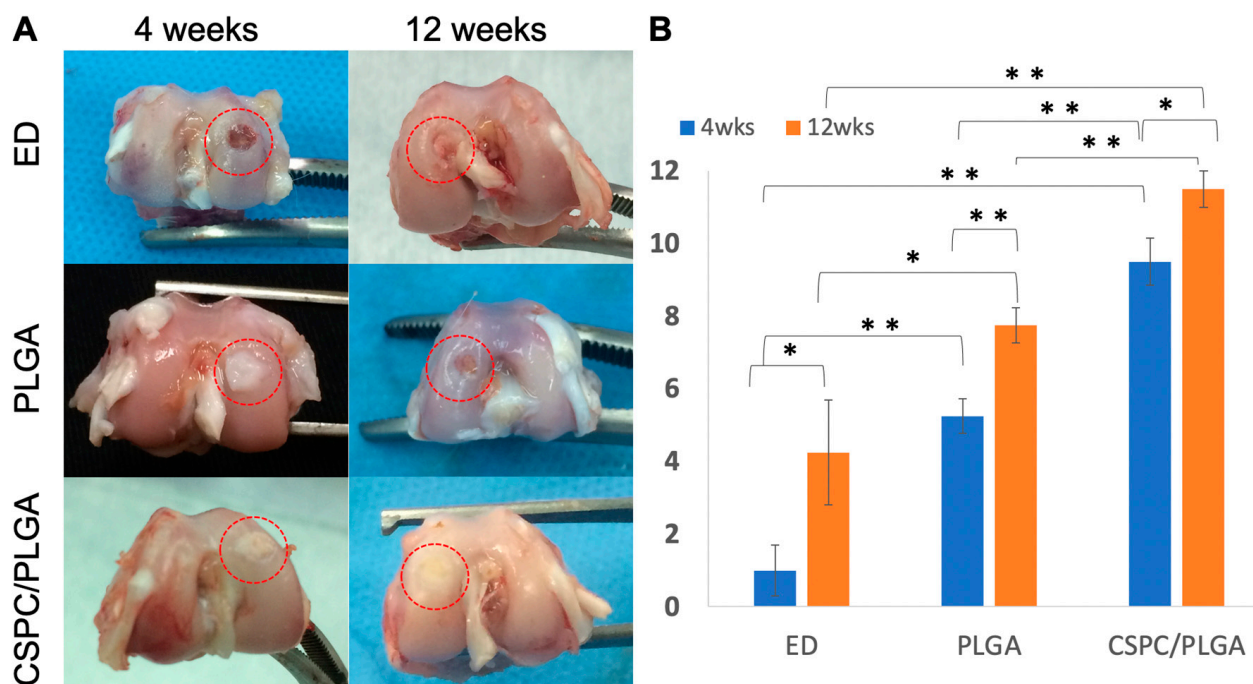 A
4 weeks
12 weeks
B
ED
PLGA
CSPC/PLGA
4wks
12wks
* *
* *
*
* *
* *
* *
*
* *
*
12
10
8
6
4
2
0
ED
PLGA
CSPC/PLGA